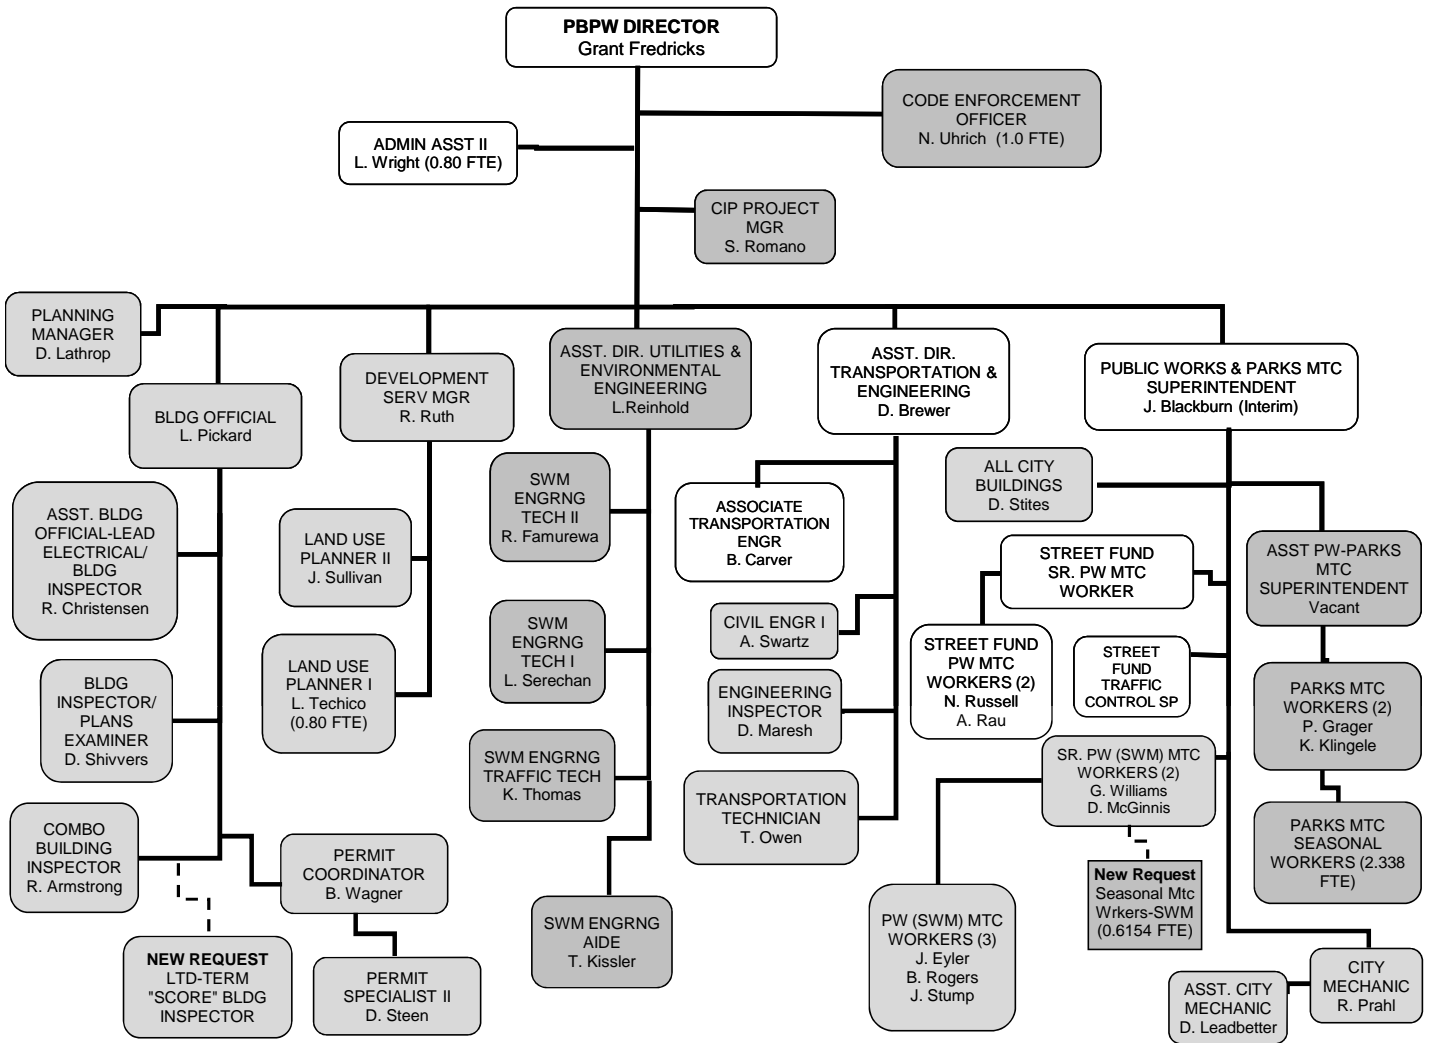 PBPW DIRECTOR
Grant Fredricks
CODE ENFORCEMENT
OFFICER
N. Uhrich (1.0 FTE)
ADMIN ASST II
L. Wright (0.80 FTE)
CIP PROJECT
MGR
S. Romano
PLANNING
MANAGER
D. Lathrop
BLDG OFFICIAL
L. Pickard
DEVELOPMENT
SERV MGR
R. Ruth
ASST. DIR. UTILITIES &
ENVIRONMENTAL
ENGINEERING
L.Reinhold
ASST. DIR.
TRANSPORTATION &
ENGINEERING
D. Brewer
PUBLIC WORKS & PARKS MTC
SUPERINTENDENT
J. Blackburn (Interim)
ASST. BLDG
OFFICIAL-LEAD
ELECTRICAL/
BLDG
INSPECTOR
R. Christensen
BLDG
INSPECTOR/
PLANS
EXAMINER
D. Shivvers
COMBO
BUILDING
INSPECTOR
R. Armstrong
NEW REQUEST
LTD-TERM
"SCORE" BLDG
INSPECTOR
PERMIT
COORDINATOR
B. Wagner
PERMIT
SPECIALIST II
D. Steen
LAND USE
PLANNER II
J. Sullivan
LAND USE
PLANNER I
L. Techico
(0.80 FTE)
SWM
ENGRNG
TECH II
R. Famurewa
SWM
ENGRNG
TECH I
L. Serechan
SWM ENGRNG
TRAFFIC TECH
K. Thomas
SWM ENGRNG
AIDE
T. Kissler
ASSOCIATE
TRANSPORTATION
ENGR
B. Carver
CIVIL ENGR I
A. Swartz
ENGINEERING
INSPECTOR
D. Maresh
TRANSPORTATION
TECHNICIAN
T. Owen
ALL CITY
BUILDINGS
D. Stites
STREET FUND
SR. PW MTC
WORKER
STREET FUND
PW MTC
WORKERS (2)
N. Russell
A. Rau
STREET
FUND
TRAFFIC
CONTROL SP
SR. PW (SWM) MTC
WORKERS (2)
G. Williams
D. McGinnis
New Request
Seasonal Mtc
Wrkers-SWM
(0.6154 FTE)
PW (SWM) MTC
WORKERS (3)
J. Eyler
B. Rogers
J. Stump
ASST PW-PARKS
MTC
SUPERINTENDENT
Vacant
PARKS MTC
WORKERS (2)
P. Grager
K. Klingele
PARKS MTC
SEASONAL
WORKERS (2.338
FTE)
CITY
MECHANIC
R. Prahl
ASST. CITY
MECHANIC
D. Leadbetter